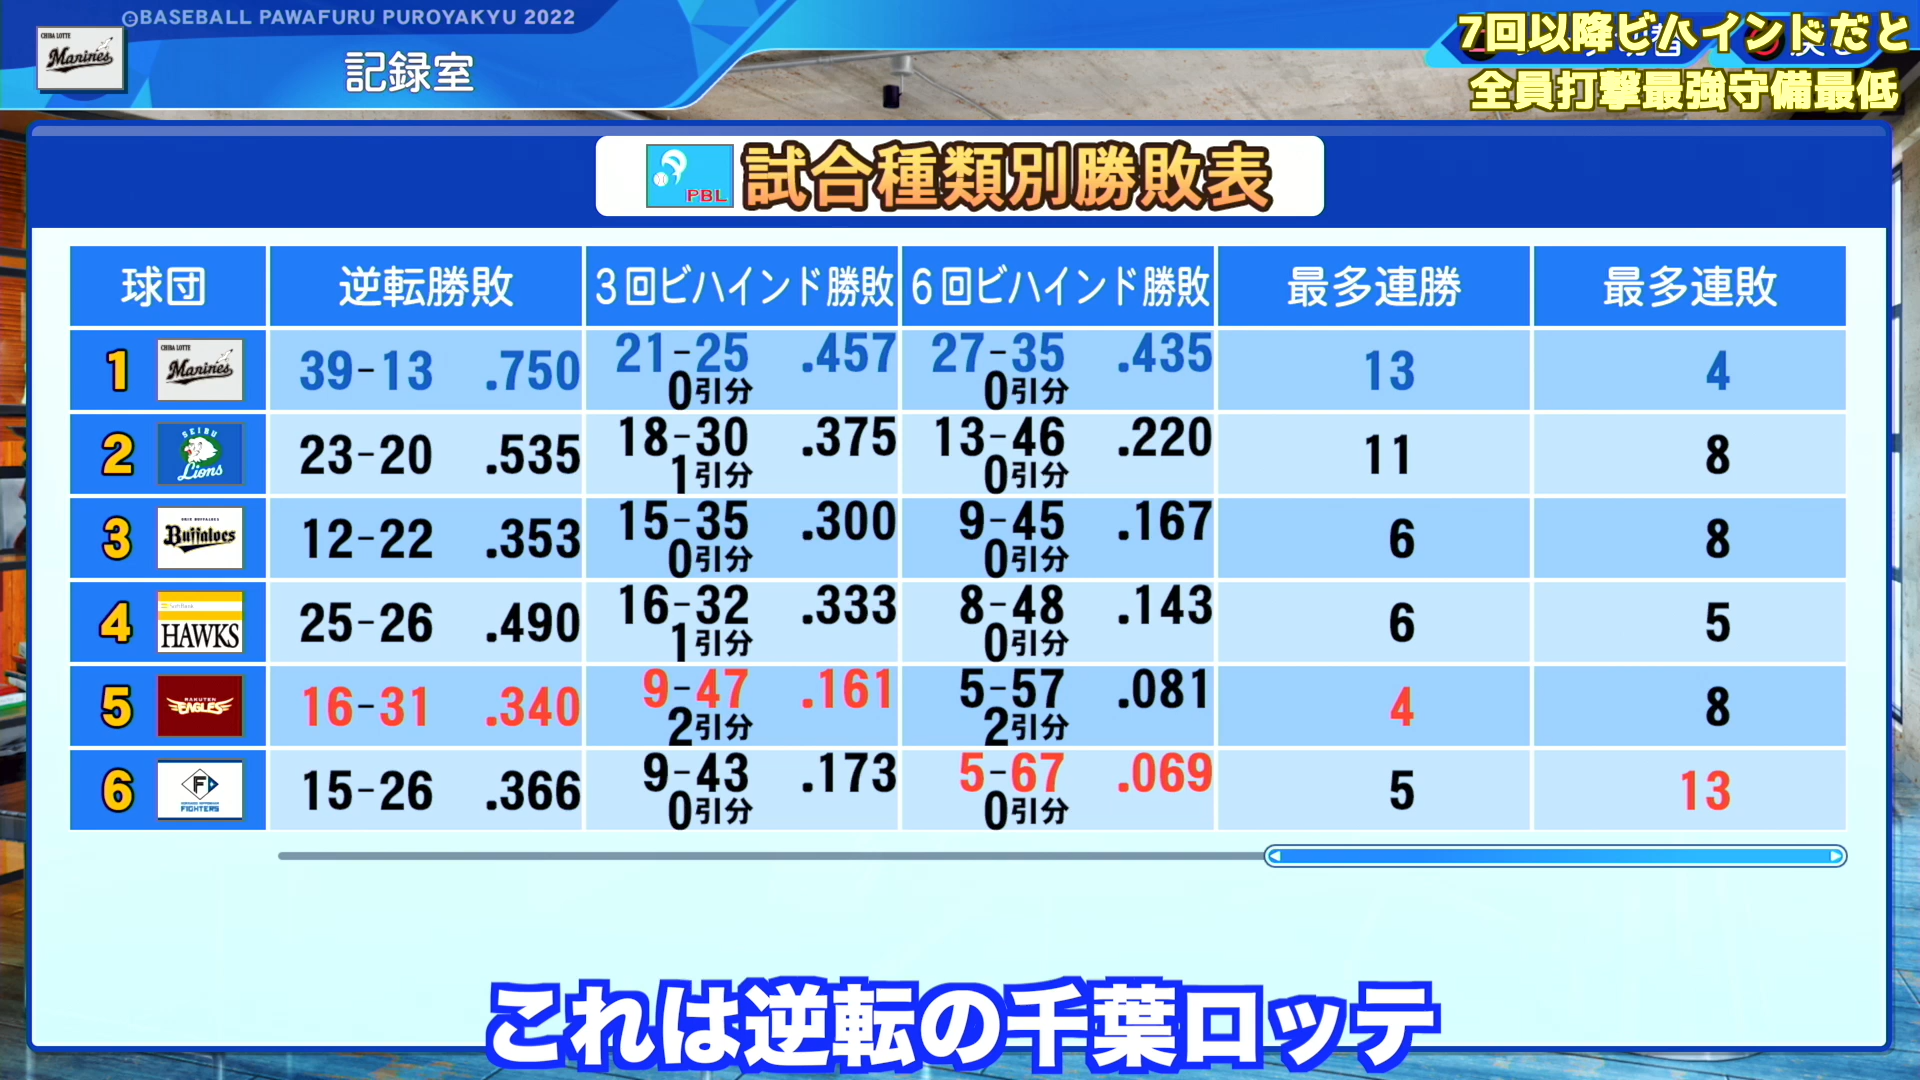 eBASEBALL PAWAFURU PUROYAKYU 2022
CHIBA LOTTE
Marines
記録室
7回以降ビハインドだと
全員打撃最強守備最低
PBL
試合種類別勝敗表
球団 逆転勝敗 3回ビハインド勝敗 6回ビハインド勝敗 最多連勝 最多連敗
1 CHIBA LOTTE Marines 39-13 .750 21-25 .457 0引分 27-35 .435 0引分 13 4
2 SEIBU Lions 23-20 .535 18-30 .375 1引分 13-46 .220 0引分 11 8
3 Buffaloes 12-22 .353 15-35 .300 0引分 9-45 .167 0引分 6 8
4 HAWKS 25-26 .490 16-32 .333 1引分 8-48 .143 0引分 6 5
5 RAKUTEN EAGLES 16-31 .340 9-47 .161 2引分 5-57 .081 2引分 4 8
6 F FIGHTERS 15-26 .366 9-43 .173 0引分 5-67 .069 0引分 5 13
これは逆転の千葉ロッテ